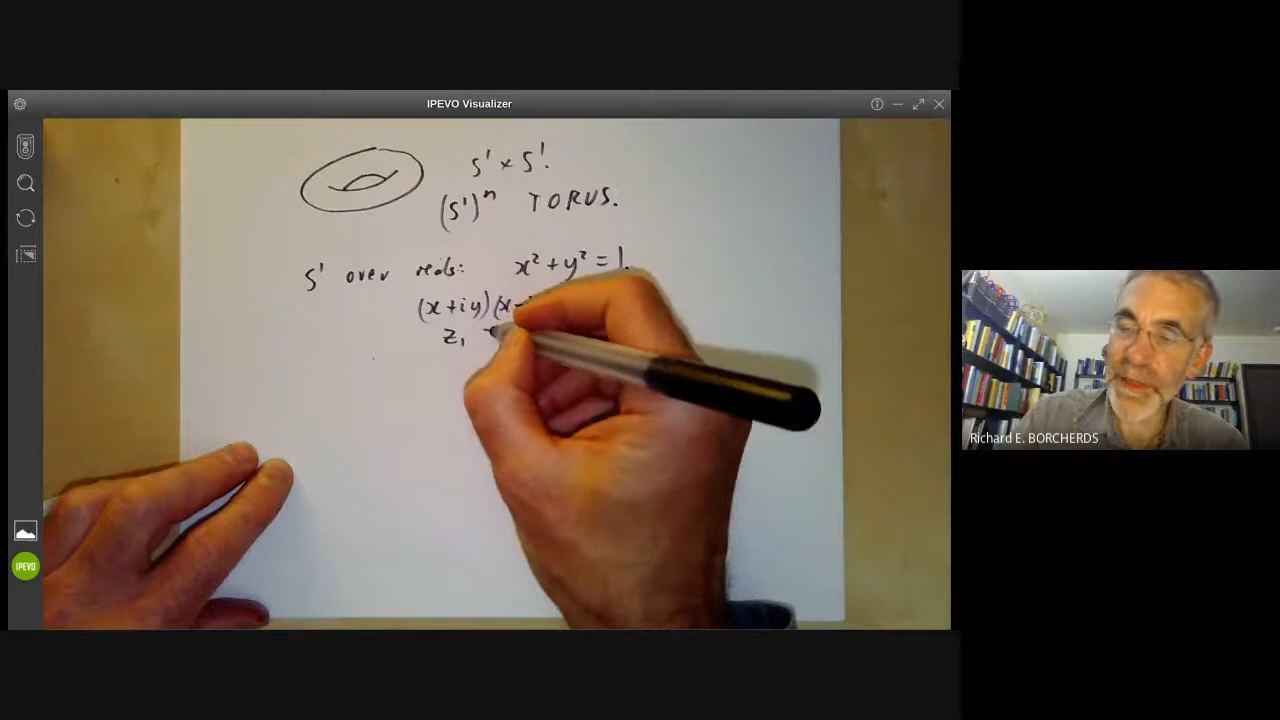 IPEVO Visualizer
S¹ × S¹.
(S¹)ⁿ TORUS.
S¹ over reals: x² + y² = 1.
(x + iy)(x -
z₁
IPEVO
Richard E. BORCHERDS